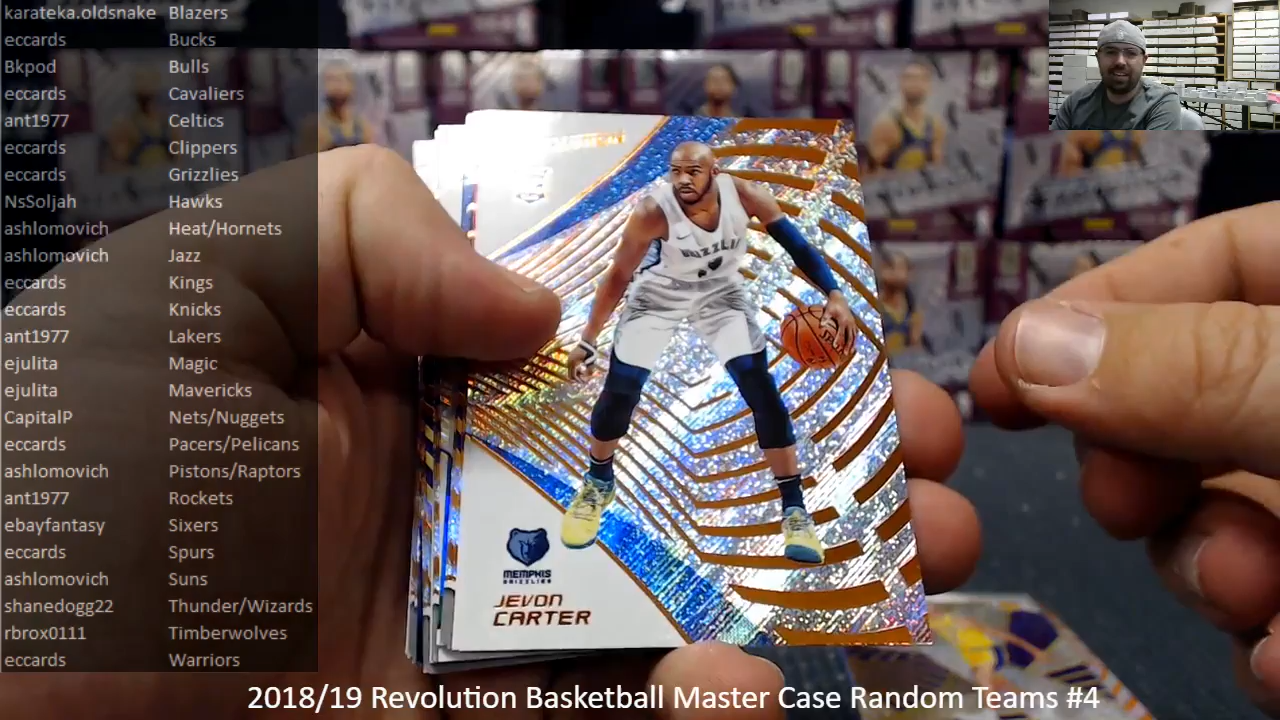 karateka.oldsnake Blazers
eccards Bucks
Bkpod Bulls
eccards Cavaliers
ant1977 Celtics
eccards Clippers
eccards Grizzlies
NsSoljah Hawks
ashlomovich Heat/Hornets
ashlomovich Jazz
eccards Kings
eccards Knicks
ant1977 Lakers
ejulita Magic
ejulita Mavericks
CapitalP Nets/Nuggets
eccards Pacers/Pelicans
ashlomovich Pistons/Raptors
ant1977 Rockets
ebayfantasy Sixers
eccards Spurs
ashlomovich Suns
shanedogg22 Thunder/Wizards
rbrox0111 Timberwolves
eccards Warriors
MEMPHIS
GRIZZLIES
JEVON
CARTER
2018/19 Revolution Basketball Master Case Random Teams #4